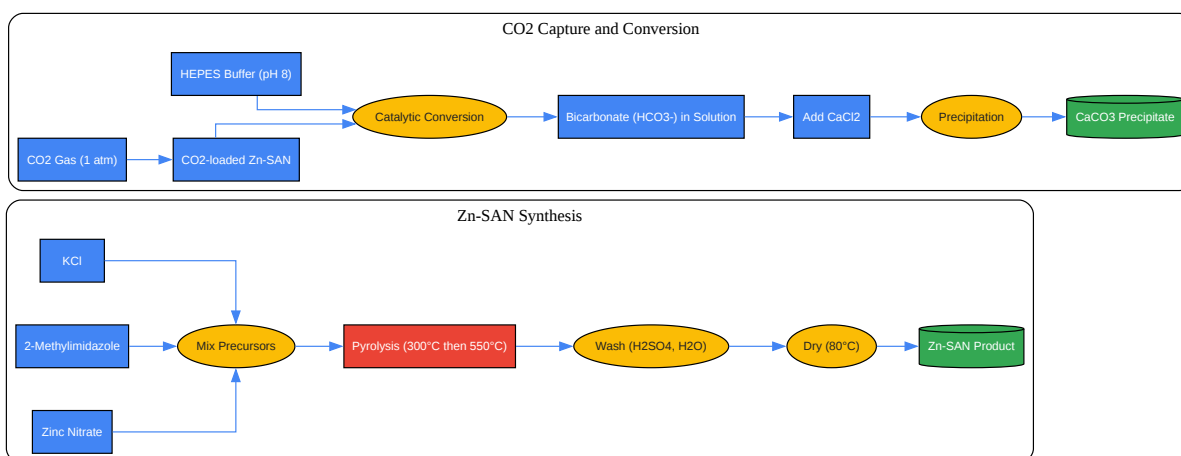 CO2 Capture and Conversion
HEPES Buffer (pH 8)
Catalytic Conversion
Bicarbonate (HCO3-) in Solution
Add CaCl2
Precipitation
CaCO3 Precipitate
CO2 Gas (1 atm)
CO2-loaded Zn-SAN
Zn-SAN Synthesis
KCl
2-Methylimidazole
Mix Precursors
Pyrolysis (300°C then 550°C)
Wash (H2SO4, H2O)
Dry (80°C)
Zn-SAN Product
Zinc Nitrate